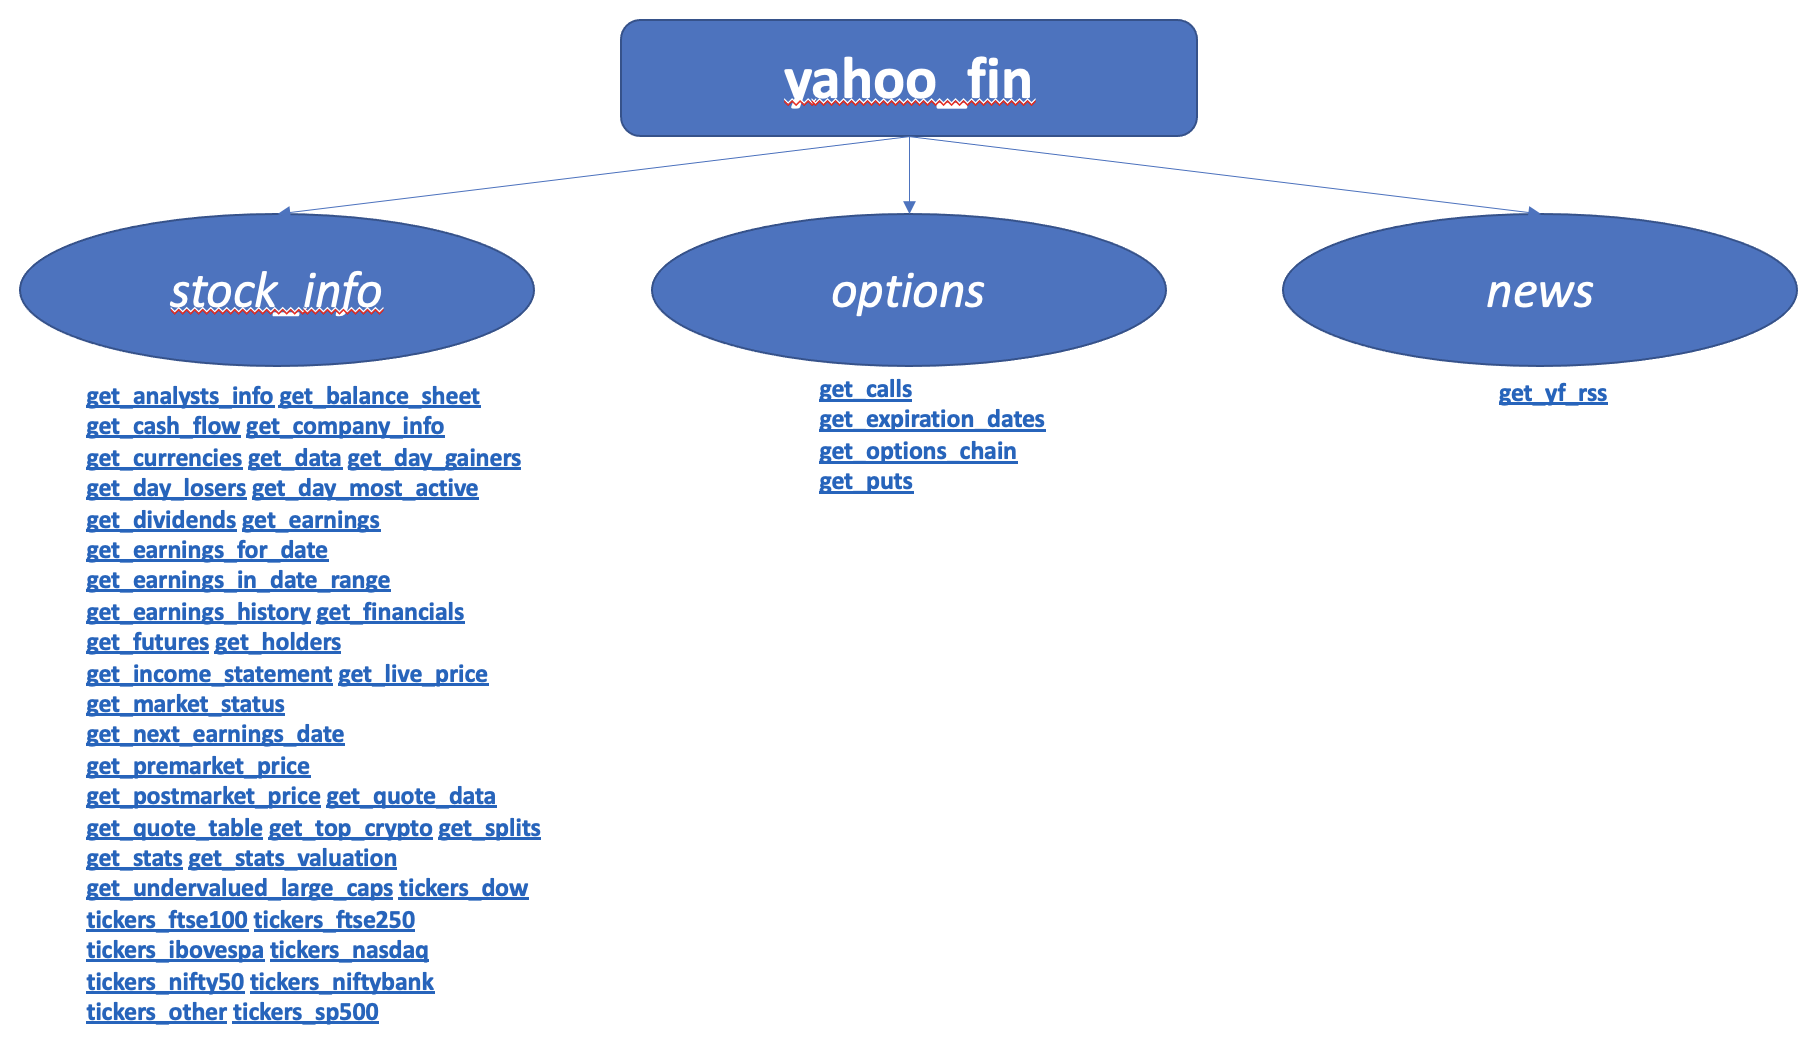 yahoo_fin
stock_info
options
news
get_analysts_info get_balance_sheet
get_cash_flow get_company_info
get_currencies get_data get_day_gainers
get_day_losers get_day_most_active
get_dividends get_earnings
get_earnings_for_date
get_earnings_in_date_range
get_earnings_history get_financials
get_futures get_holders
get_income_statement get_live_price
get_market_status
get_next_earnings_date
get_premarket_price
get_postmarket_price get_quote_data
get_quote_table get_top_crypto get_splits
get_stats get_stats_valuation
get_undervalued_large_caps tickers_dow
tickers_ftse100 tickers_ftse250
tickers_ibovespa tickers_nasdaq
tickers_nifty50 tickers_niftybank
tickers_other tickers_sp500
get_calls
get_expiration_dates
get_options_chain
get_puts
get_yf_rss